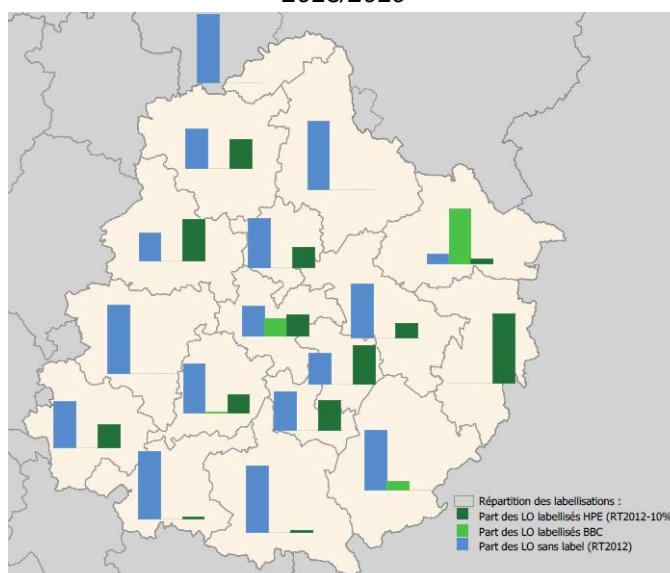 Répartition des labellisations :
Part des LO labellisés HPE (RT2012-10%
Part des LO labellisés BBC
Part des LO sans label (RT2012)